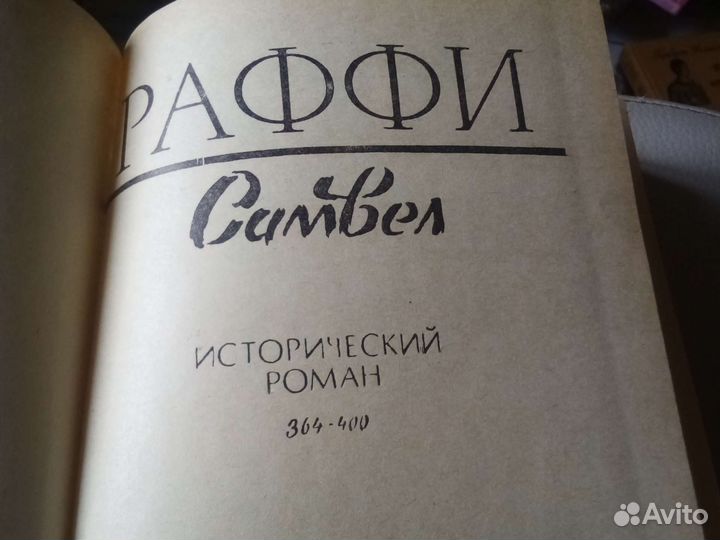 РАФФИ
Самвел
ИСТОРИЧЕСКИЙ
РОМАН
364-400
Avito